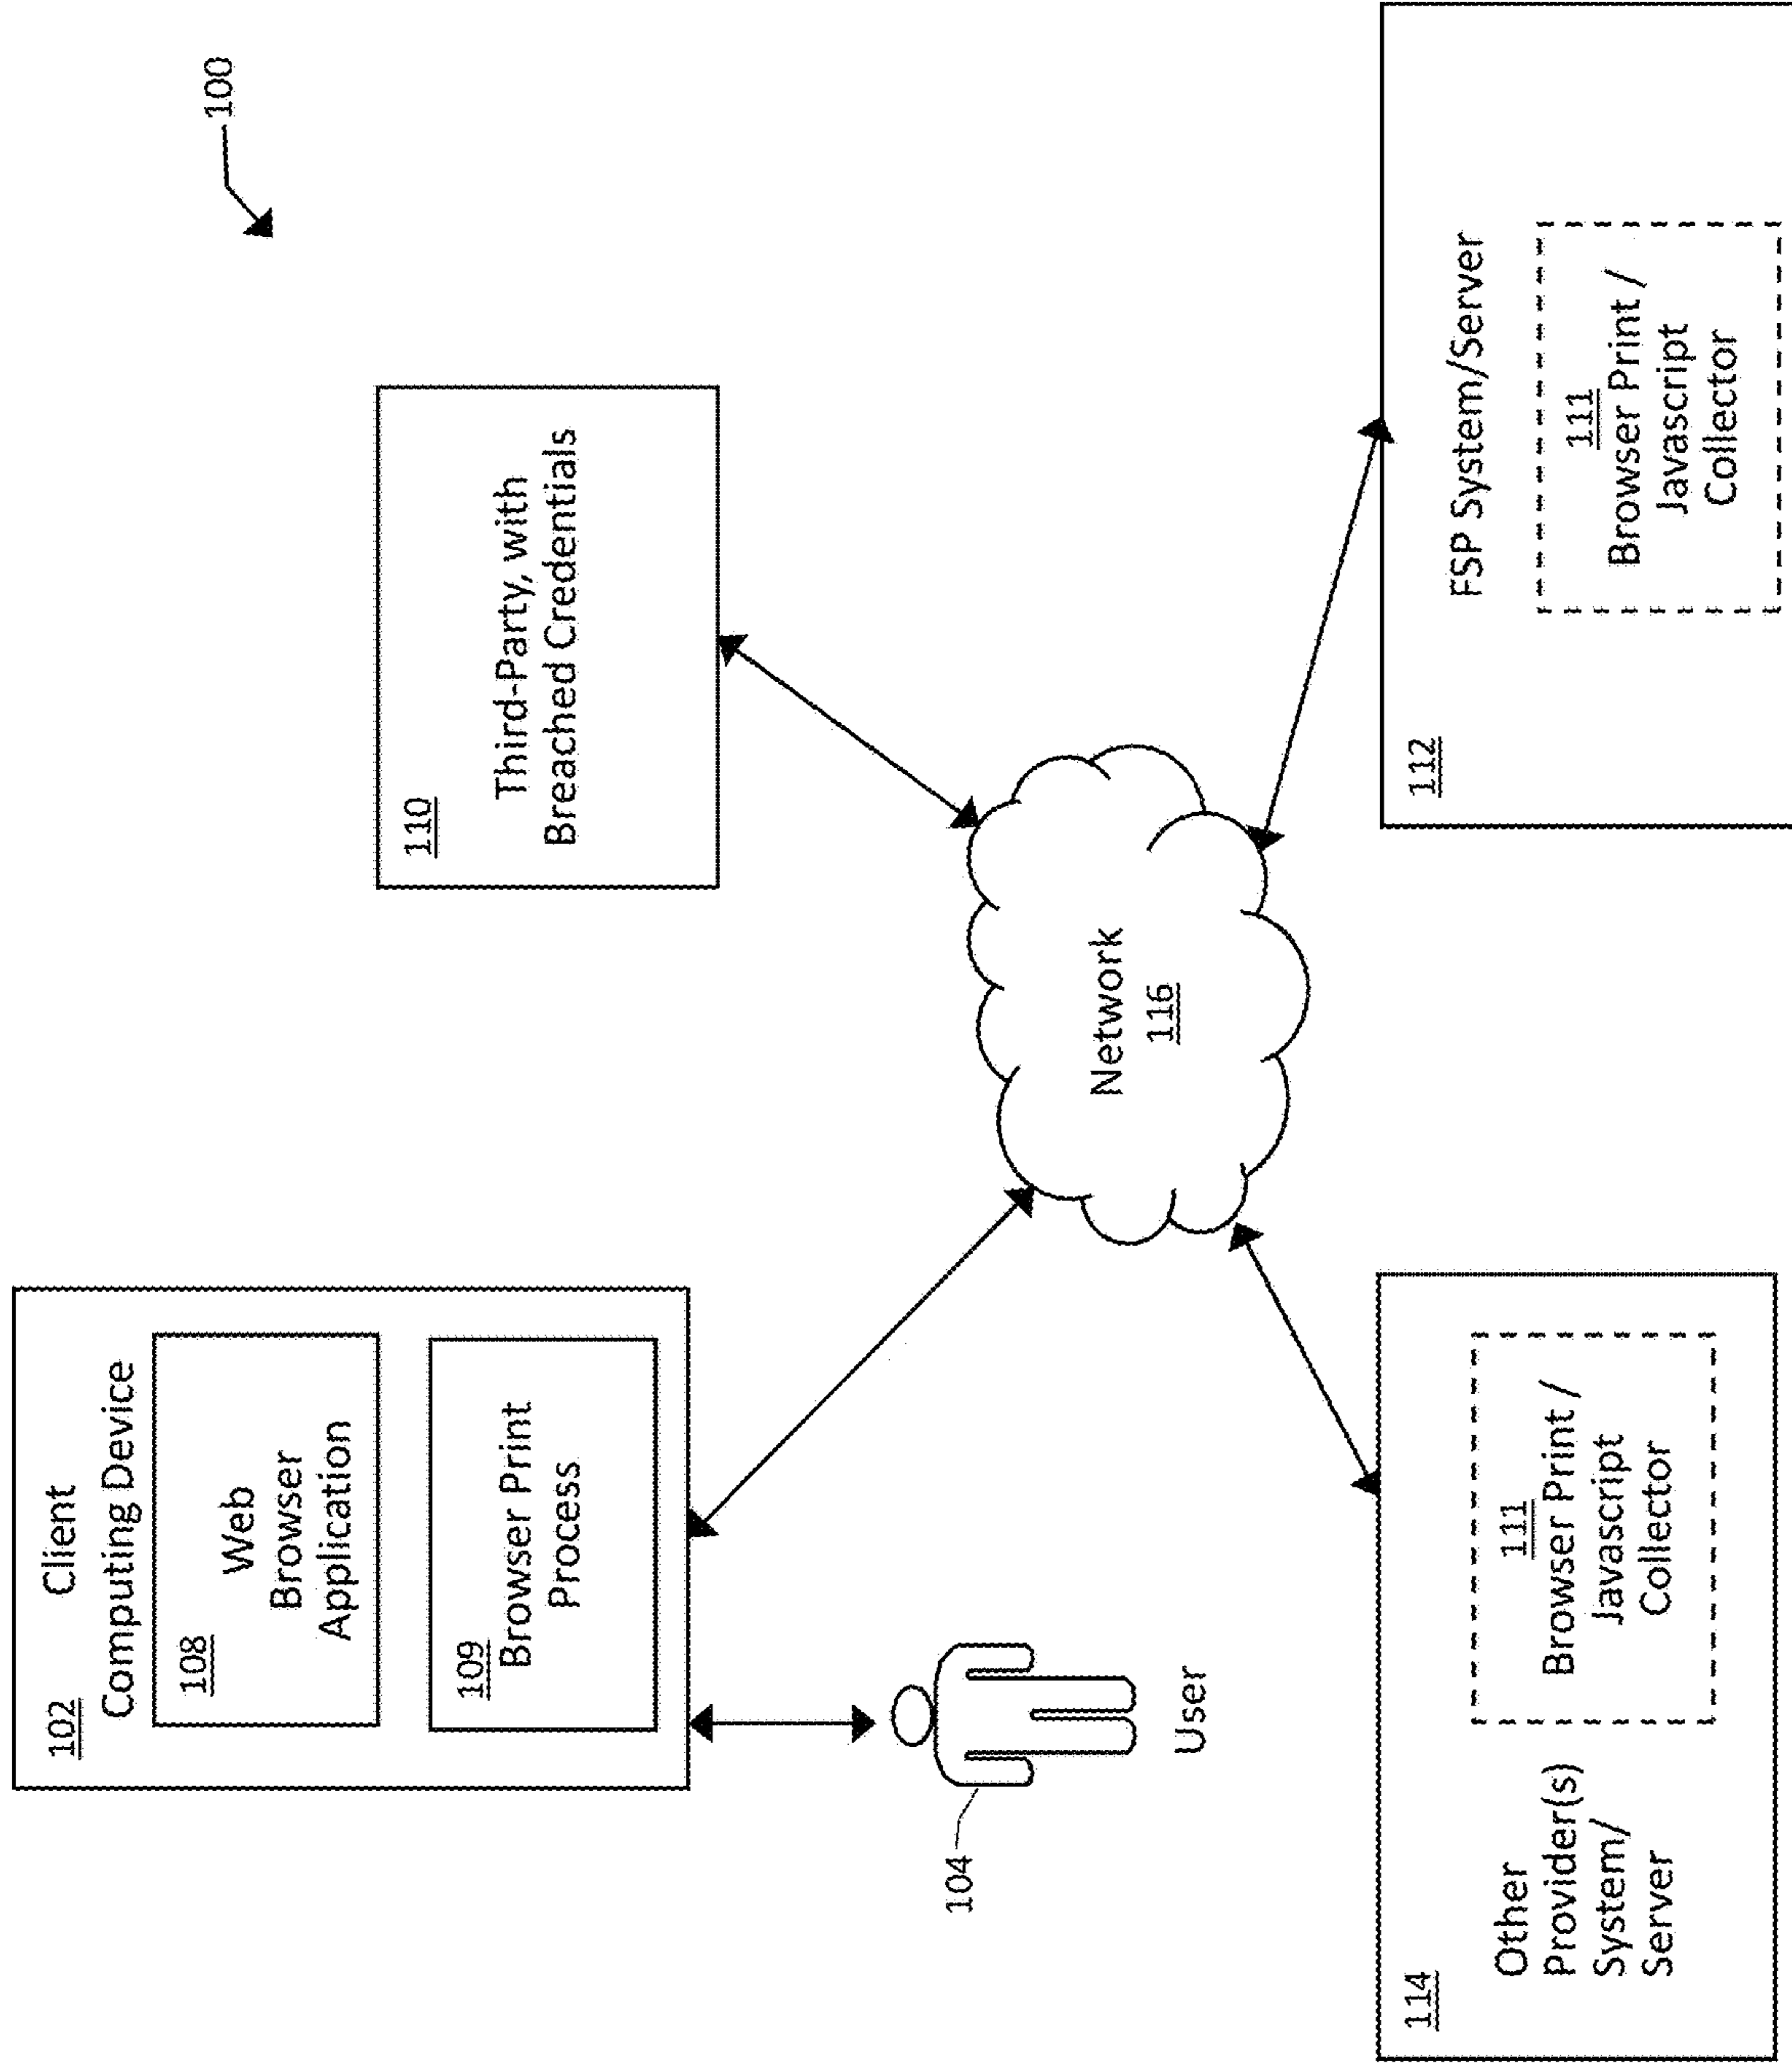 100
102
Client
Computing Device
108
Web
Browser
Application
109
Browser Print
Process
104
User
110
Third-Party, with
Breached Credentials
Network
116
114
Other
Provider(s)
System/
Server
111
Browser Print /
Javascript
Collector
112
FSP System/Server
111
Browser Print /
Javascript
Collector